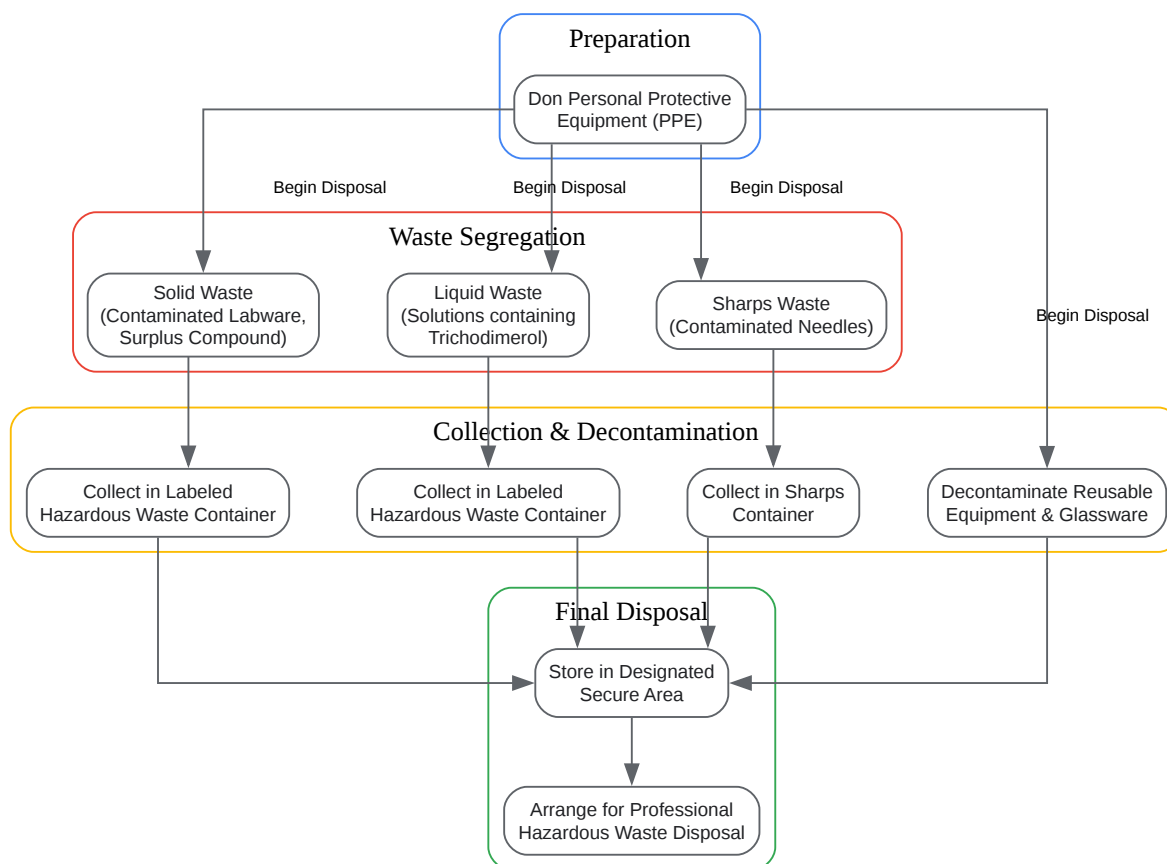 Preparation
Don Personal Protective
Equipment (PPE)
Begin Disposal
Begin Disposal
Begin Disposal
Waste Segregation
Solid Waste
(Contaminated Labware,
Surplus Compound)
Liquid Waste
(Solutions containing
Trichodimerol)
Sharps Waste
(Contaminated Needles)
Begin Disposal
Collection & Decontamination
Collect in Labeled
Hazardous Waste Container
Collect in Labeled
Hazardous Waste Container
Collect in Sharps
Container
Decontaminate Reusable
Equipment & Glassware
Final Disposal
Store in Designated
Secure Area
Arrange for Professional
Hazardous Waste Disposal